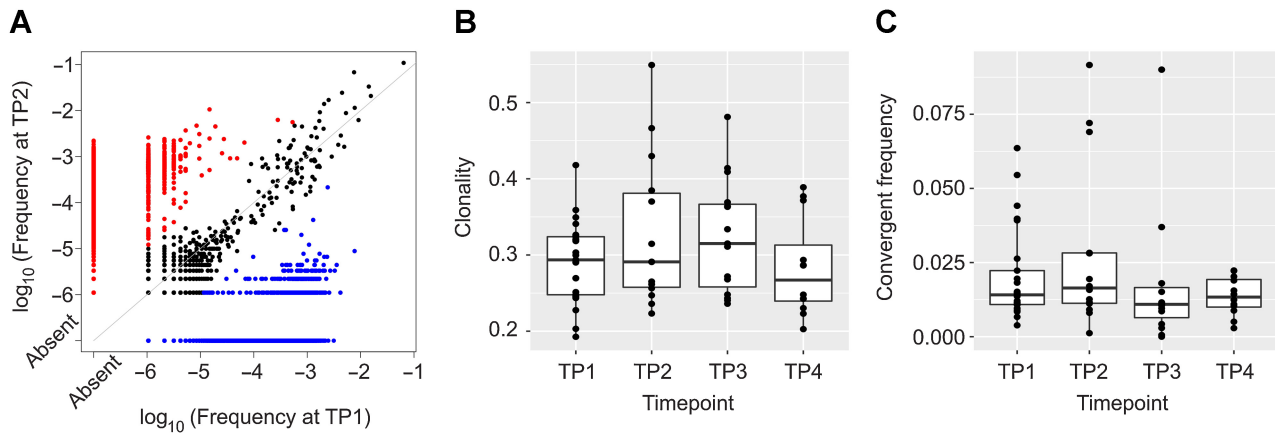 A
log10 (Frequency at TP2)
−1
−2
−3
−4
−5
−6
Absent
Absent
−6
−5
−4
−3
−2
−1
log10 (Frequency at TP1)
B
Clonality
0.5
0.4
0.3
0.2
TP1
TP2
TP3
TP4
Timepoint
C
Convergent frequency
0.075
0.050
0.025
0.000
TP1
TP2
TP3
TP4
Timepoint